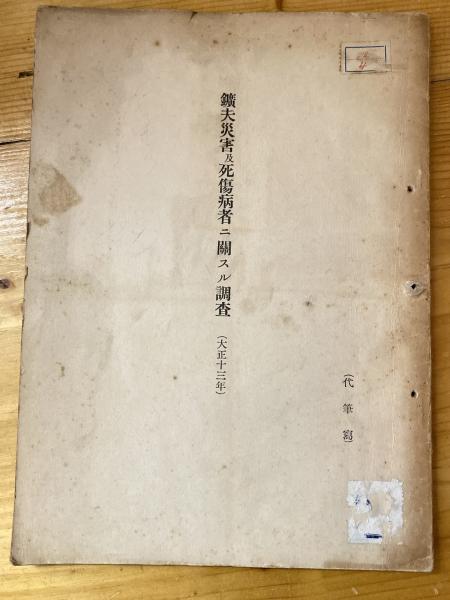 鑛夫災害及死傷病者ニ關スル調査
（大正十三年）
（代筆寫）